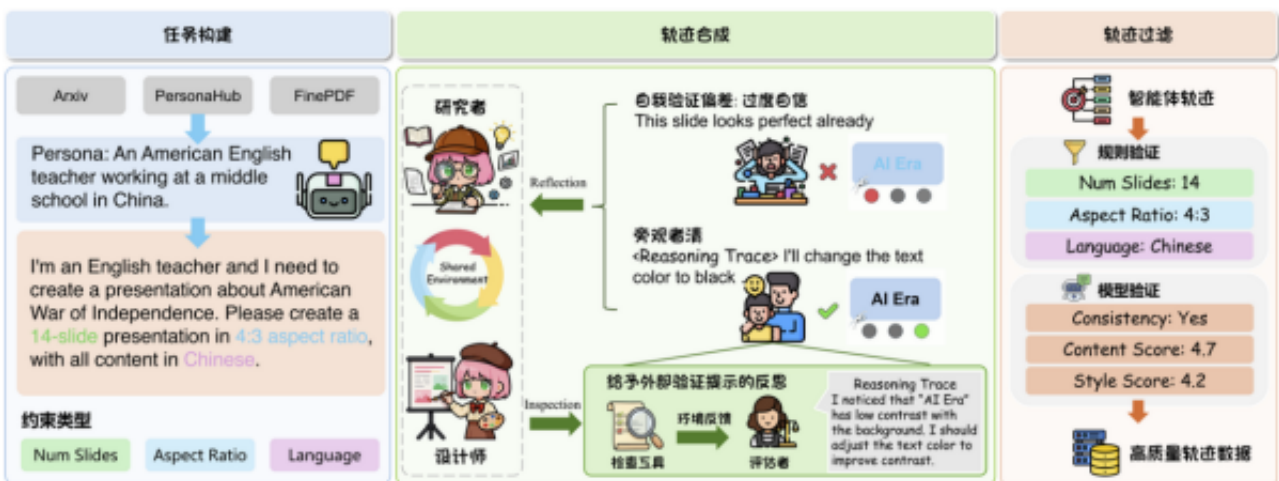 任务构建
轨迹合成
轨迹过滤
Arxiv
PersonaHub
FinePDF
Persona: An American English
teacher working at a middle
school in China.
I'm an English teacher and I need to
create a presentation about American
War of Independence. Please create a
14-slide presentation in 4:3 aspect ratio,
with all content in Chinese.
约束类型
Num Slides
Aspect Ratio
Language
研究者
Shared
Environment
设计师
Reflection
Inspection
自我验证偏差: 过度自信
This slide looks perfect already
AI Era
旁观者清
<Reasoning Trace> I'll change the text
color to black
AI Era
给予外部验证提示的反思
检查工具
环境反馈
评估者
Reasoning Trace
I noticed that "AI Era"
has low contrast with
the background. I should
adjust the text color to
improve contrast.
智能体轨迹
规则验证
Num Slides: 14
Aspect Ratio: 4:3
Language: Chinese
模型验证
Consistency: Yes
Content Score: 4.7
Style Score: 4.2
高质量轨迹数据